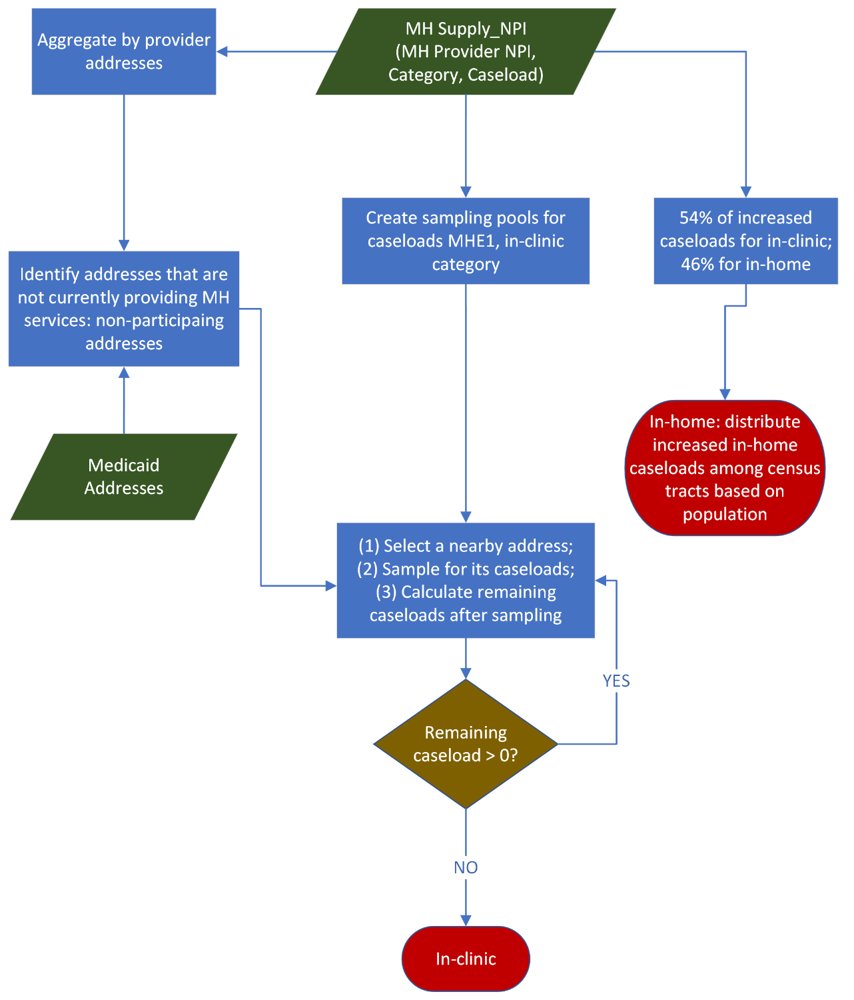 Aggregate by provider
addresses
MH Supply_NPI
(MH Provider NPI,
Category, Caseload)
Create sampling pools for
caseloads MHE1, in-clinic
category
54% of increased
caseloads for in-clinic;
46% for in-home
Identify addresses that are
not currently providing MH
services: non-participaing
addresses
In-home: distribute
increased in-home
caseloads among census
tracts based on
population
Medicaid
Addresses
(1) Select a nearby address;
(2) Sample for its caseloads;
(3) Calculate remaining
caseloads after sampling
YES
Remaining
caseload > 0?
NO
In-clinic